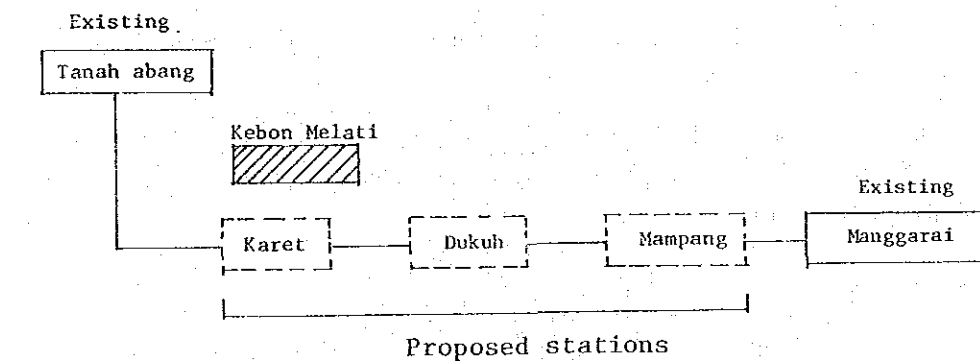 Existing
Tanah abang
Kebon Melati
Existing
Karet
Dukuh
Mampang
Manggarai
Proposed stations